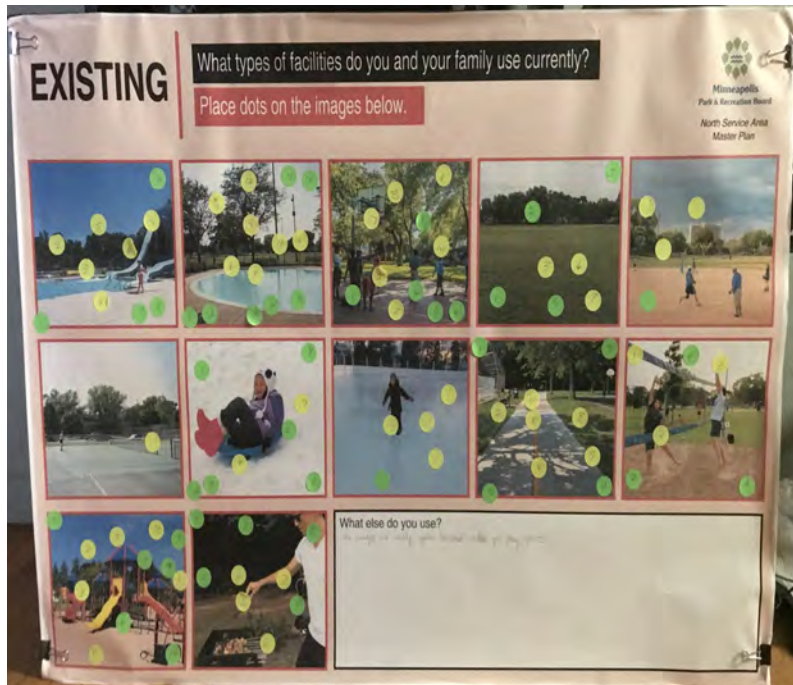 EXISTING
What types of facilities do you and your family use currently?
Place dots on the images below.
Minneapolis
Park & Recreation Board
North Service Area
Master Plan
What else do you use?